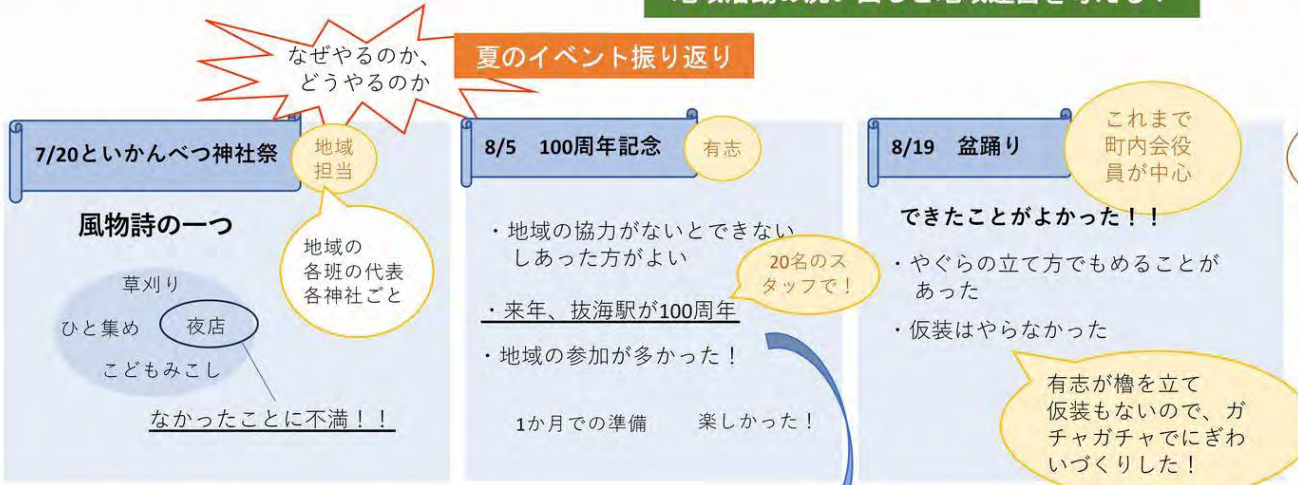 なぜやるのか、
どうやるのか
夏のイベント振り返り
7/20といかんべつ神社祭
地域
担当
風物詩の一つ
地域の
各班の代表
各神社ごと
草刈り
ひと集め
夜店
こどもみこし
なかったことに不満！！
8/5 100周年記念
有志
・地域の協力がないとできない
しあった方がよい
20名のス
タッフで！
・来年、抜海駅が100周年
・地域の参加が多かった！
1か月での準備
楽しかった！
8/19 盆踊り
これまで
町内会役
員が中心
できたことがよかった！！
・やぐらの立て方でもめることが
あった
・仮装はやらなかった
有志が櫓を立て
仮装もないので、ガ
チャガチャでにぎわ
いづくりした！